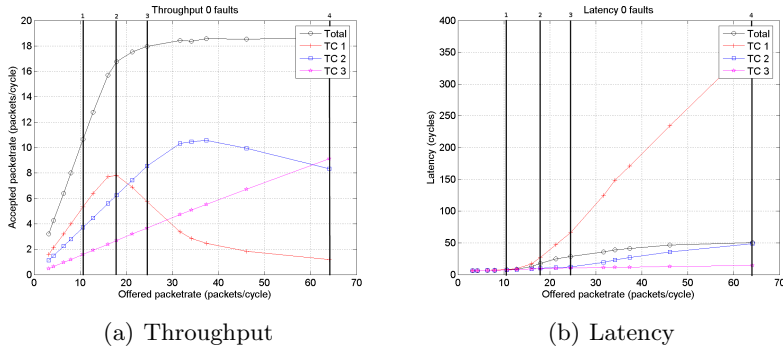 Throughput 0 faults
1 2 3 4
20
18
16
14
12
10
8
6
4
2
0
Accepted packetrate (packets/cycle)
Total
TC 1
TC 2
TC 3
0 10 20 30 40 50 60 70
Offered packetrate (packets/cycle)
(a) Throughput
Latency 0 faults
1 2 3 4
400
350
300
250
200
150
100
50
0
Latency (cycles)
Total
TC 1
TC 2
TC 3
0 10 20 30 40 50 60 70
Offered packetrate (packets/cycle)
(b) Latency